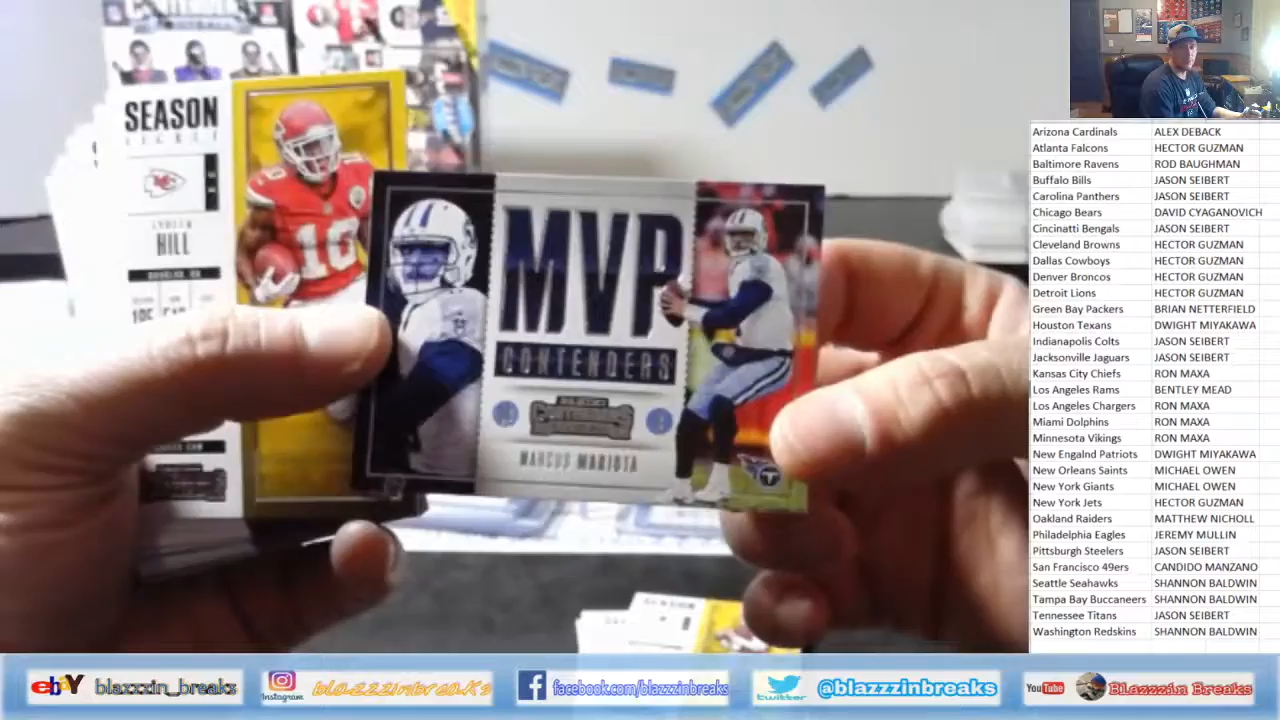 SEASON
HILL
MVP
CONTENDERS
CONTENDERS
MARCUS MARIOTA
Arizona Cardinals ALEX DEBACK
Atlanta Falcons HECTOR GUZMAN
Baltimore Ravens ROD BAUGHMAN
Buffalo Bills JASON SEIBERT
Carolina Panthers JASON SEIBERT
Chicago Bears DAVID CYAGANOVICH
Cincinatti Bengals JASON SEIBERT
Cleveland Browns HECTOR GUZMAN
Dallas Cowboys HECTOR GUZMAN
Denver Broncos HECTOR GUZMAN
Detroit Lions HECTOR GUZMAN
Green Bay Packers BRIAN NETTERFIELD
Houston Texans DWIGHT MIYAKAWA
Indianapolis Colts JASON SEIBERT
Jacksonville Jaguars JASON SEIBERT
Kansas City Chiefs RON MAXA
Los Angeles Rams BENTLEY MEAD
Los Angeles Chargers RON MAXA
Miami Dolphins RON MAXA
Minnesota Vikings RON MAXA
New Engalnd Patriots DWIGHT MIYAKAWA
New Orleans Saints MICHAEL OWEN
New York Giants MICHAEL OWEN
New York Jets HECTOR GUZMAN
Oakland Raiders MATTHEW NICHOLL
Philadelphia Eagles JEREMY MULLIN
Pittsburgh Steelers JASON SEIBERT
San Francisco 49ers CANDIDO MANZANO
Seattle Seahawks SHANNON BALDWIN
Tampa Bay Buccaneers SHANNON BALDWIN
Tennessee Titans JASON SEIBERT
Washington Redskins SHANNON BALDWIN
ebaY blazzzin_breaks
Instagram blazzzinbreaks
facebook.com/blazzzinbreaks
twitter @blazzzinbreaks
YouTube Blazzzin Breaks